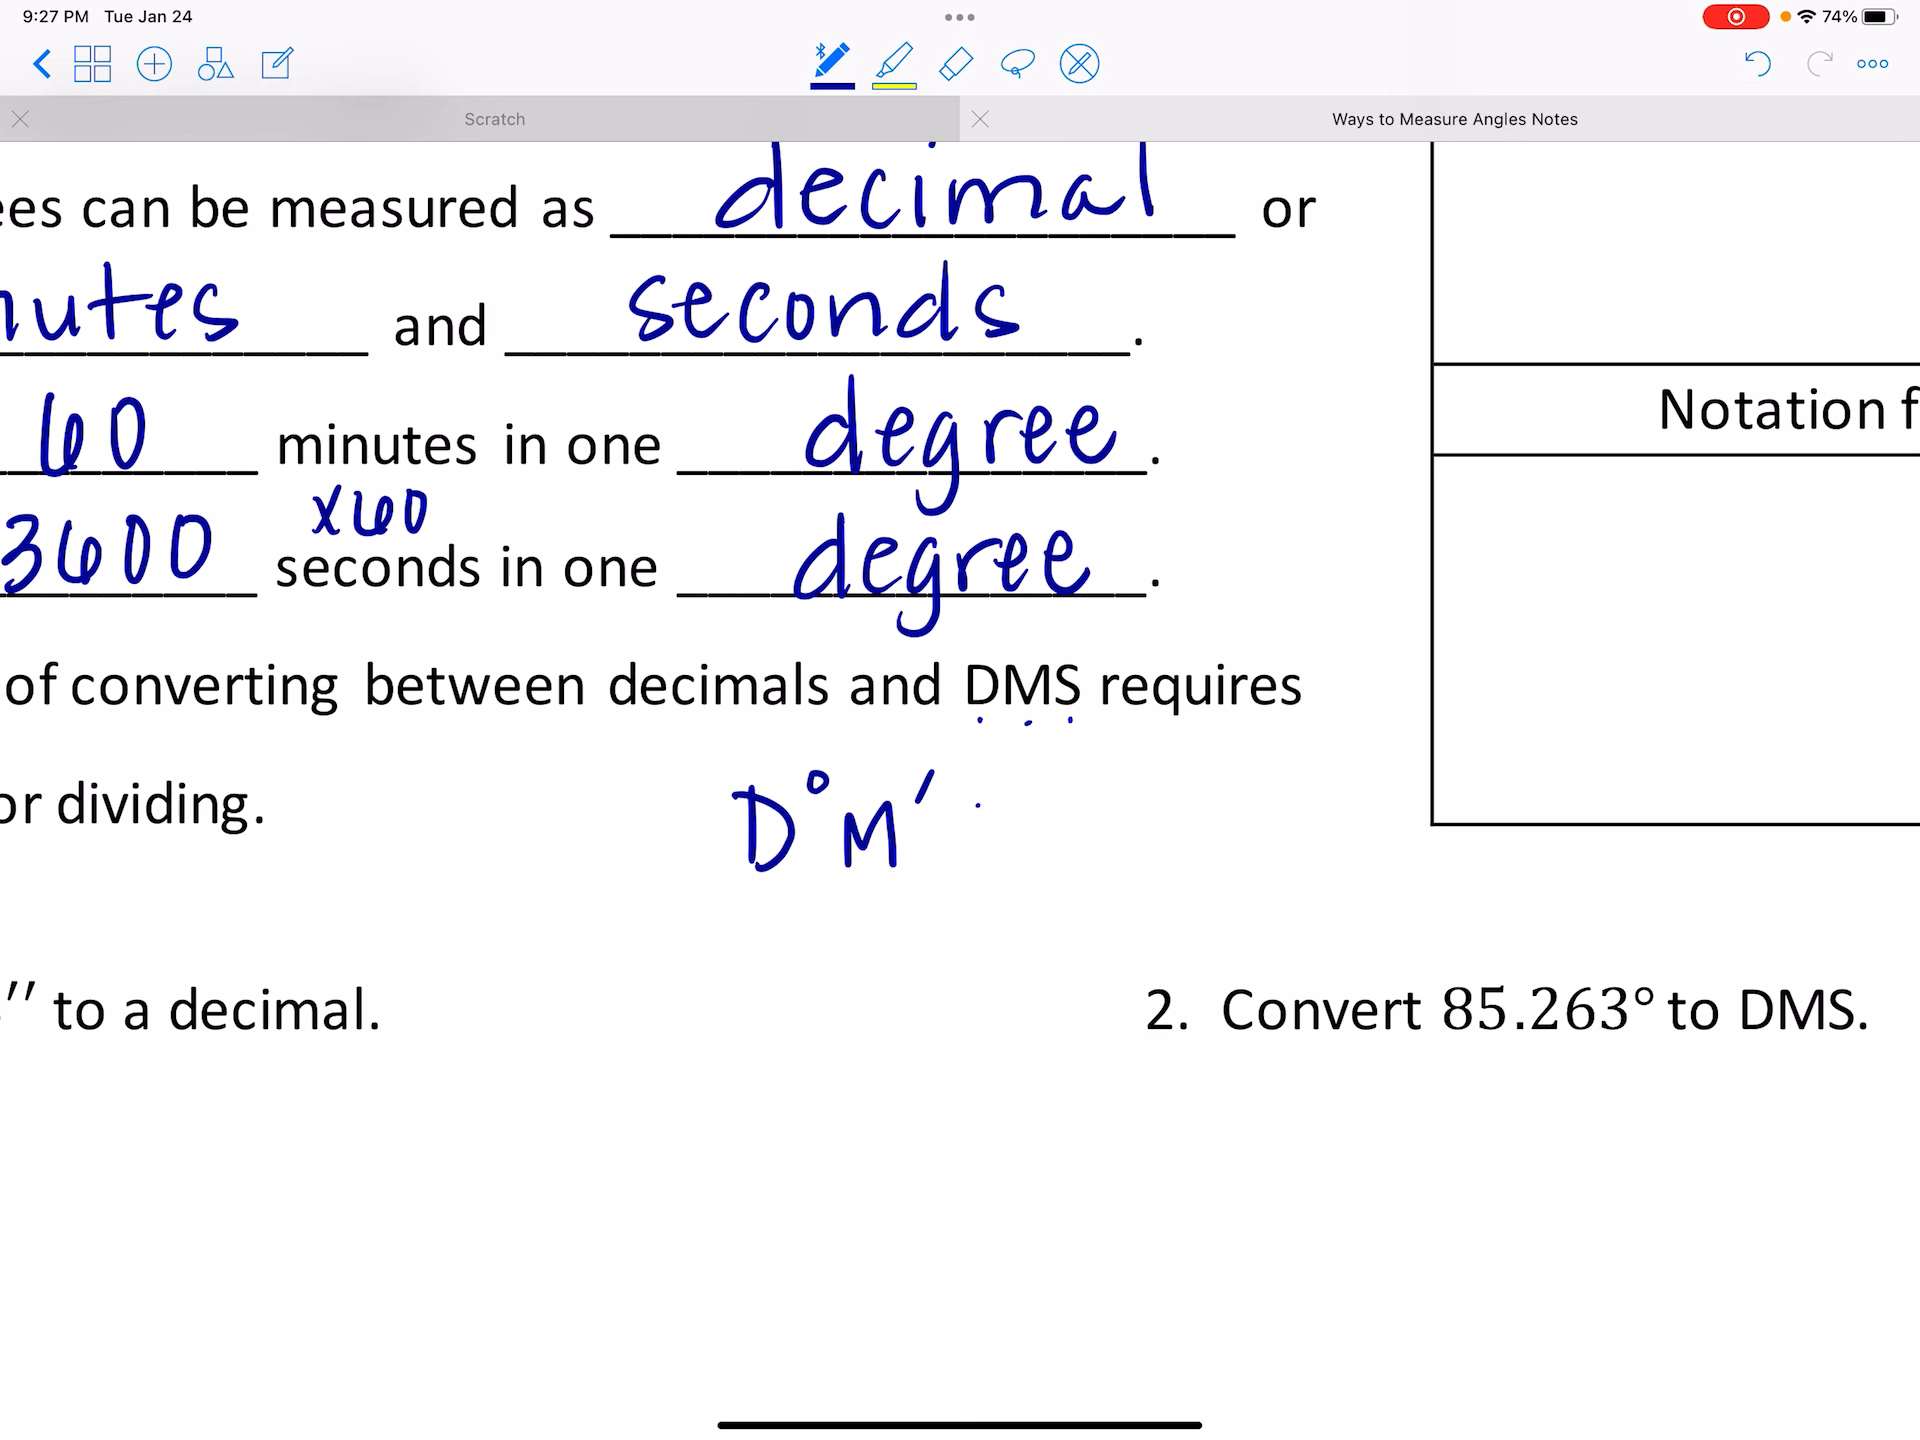 9:27 PM Tue Jan 24
74%
Scratch
Ways to Measure Angles Notes
ees can be measured as decimal or
nutes and seconds.
60 minutes in one degree.
x60
3600 seconds in one degree.
Notation f
of converting between decimals and DMS requires
or dividing.
D° M′
″ to a decimal.
2. Convert 85.263° to DMS.